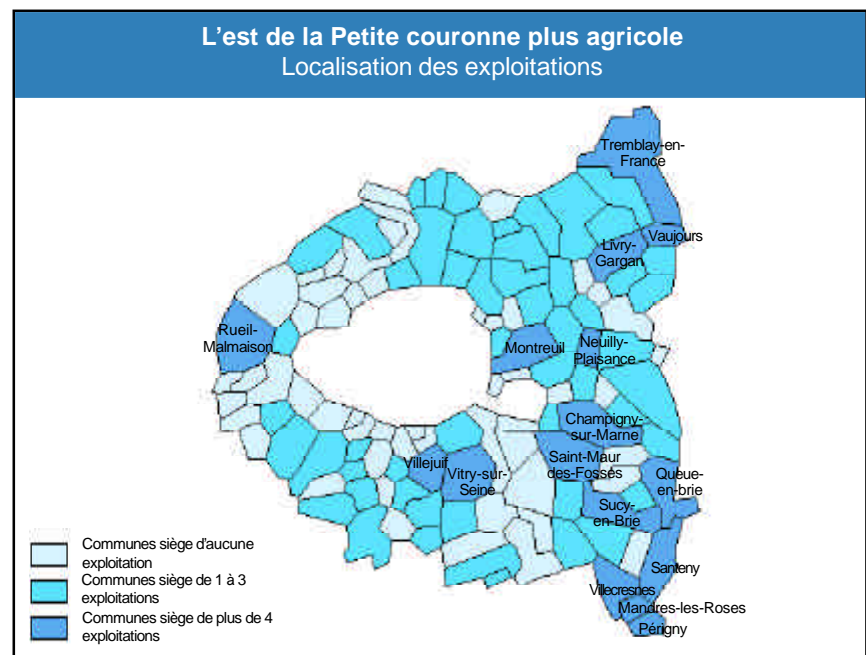 L'est de la Petite couronne plus agricole
Localisation des exploitations
Tremblay-en-
France
Vaujours
Livry-
Gargan
Rueil-
Malmaison
Montreuil
Neuilly-
Plaisance
Champigny-
sur-Marne
Saint-Maur
des-Fossés
Villejuif
Vitry-sur-
Seine
Queue-
en-brie
Sucy-
en-Brie
Santeny
Villecresnes
Mandres-les-Roses
Périgny
Communes siège d'aucune
exploitation
Communes siège de 1 à 3
exploitations
Communes siège de plus de 4
exploitations